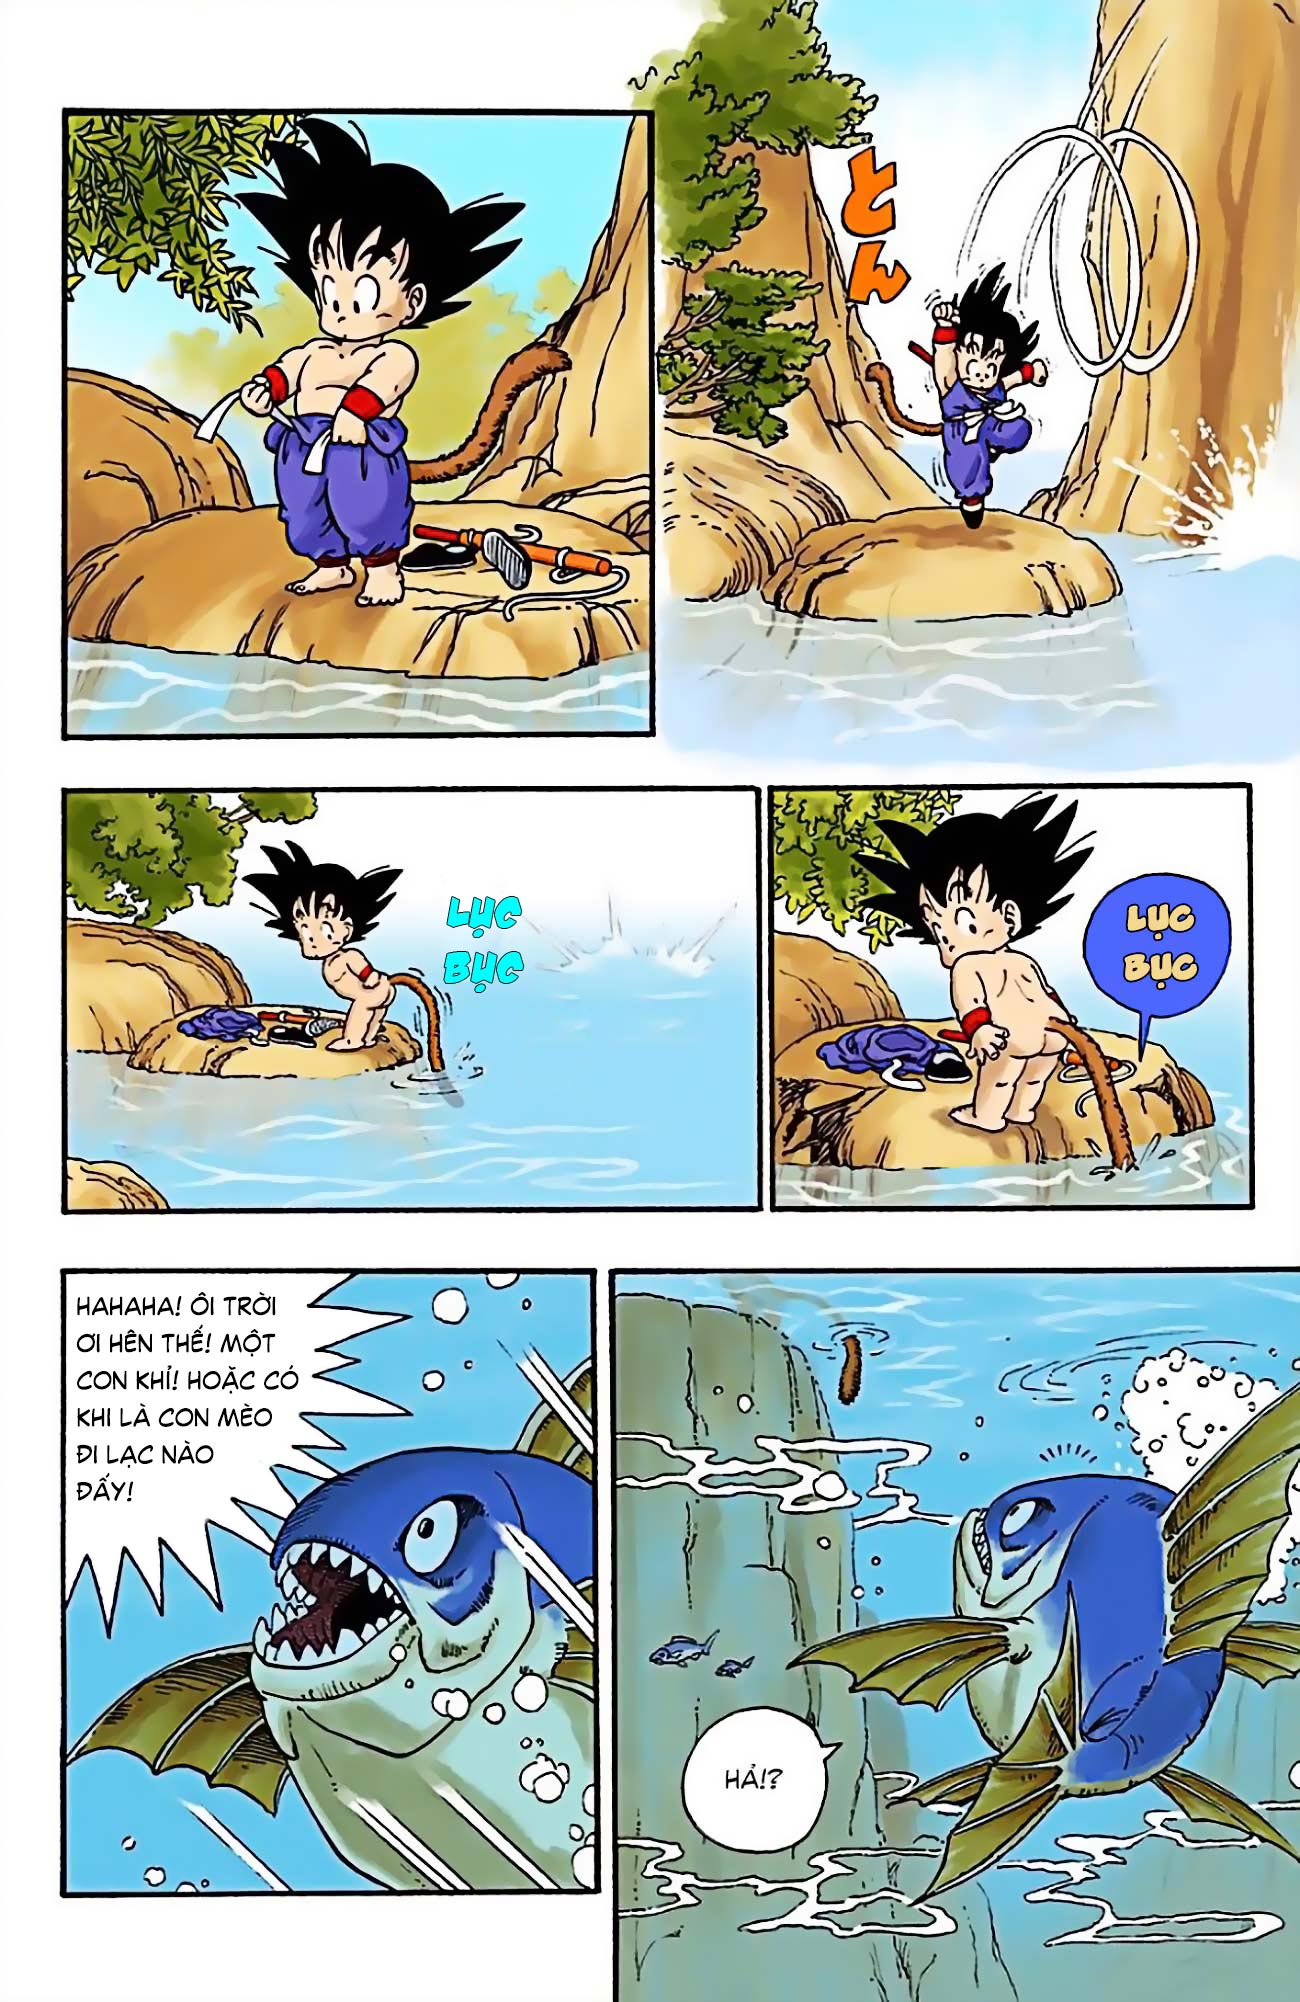 とん
LỤC
BỤC
LỤC
BỤC
HẢ!?
HAHAHA! ÔI TRỜI
ƠI HÊN THẾ! MỘT
CON KHỈ! HOẶC CÓ
KHI LÀ CON MÈO
ĐI LẠC NÀO
ĐẤY!